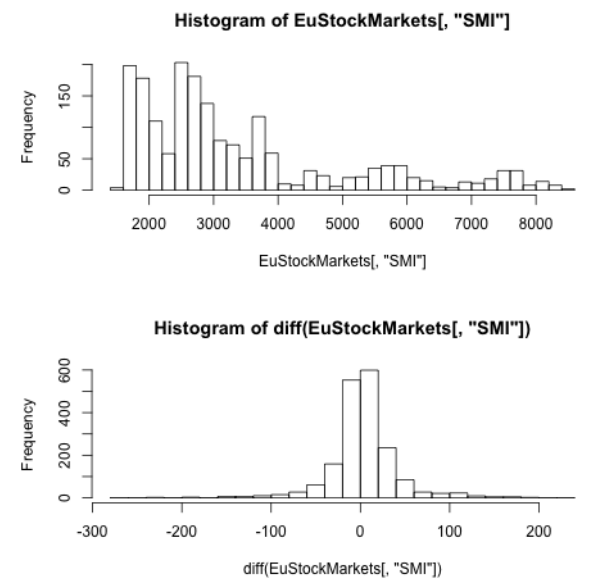 Histogram of EuStockMarkets[, "SMI"]
Frequency
150
50
0
2000 3000 4000 5000 6000 7000 8000
EuStockMarkets[, "SMI"]
Histogram of diff(EuStockMarkets[, "SMI"])
Frequency
600
400
200
0
-300 -200 -100 0 100 200
diff(EuStockMarkets[, "SMI"])